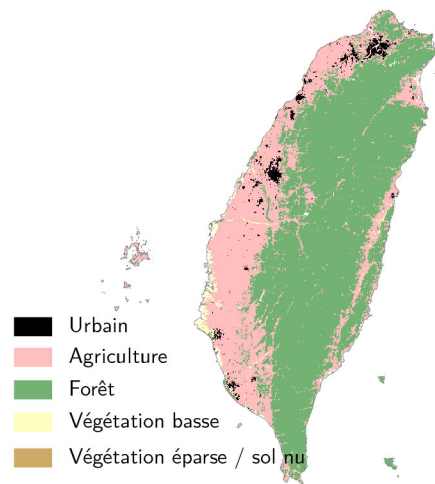 Urbain
Agriculture
Forêt
Végétation basse
Végétation éparse / sol nu